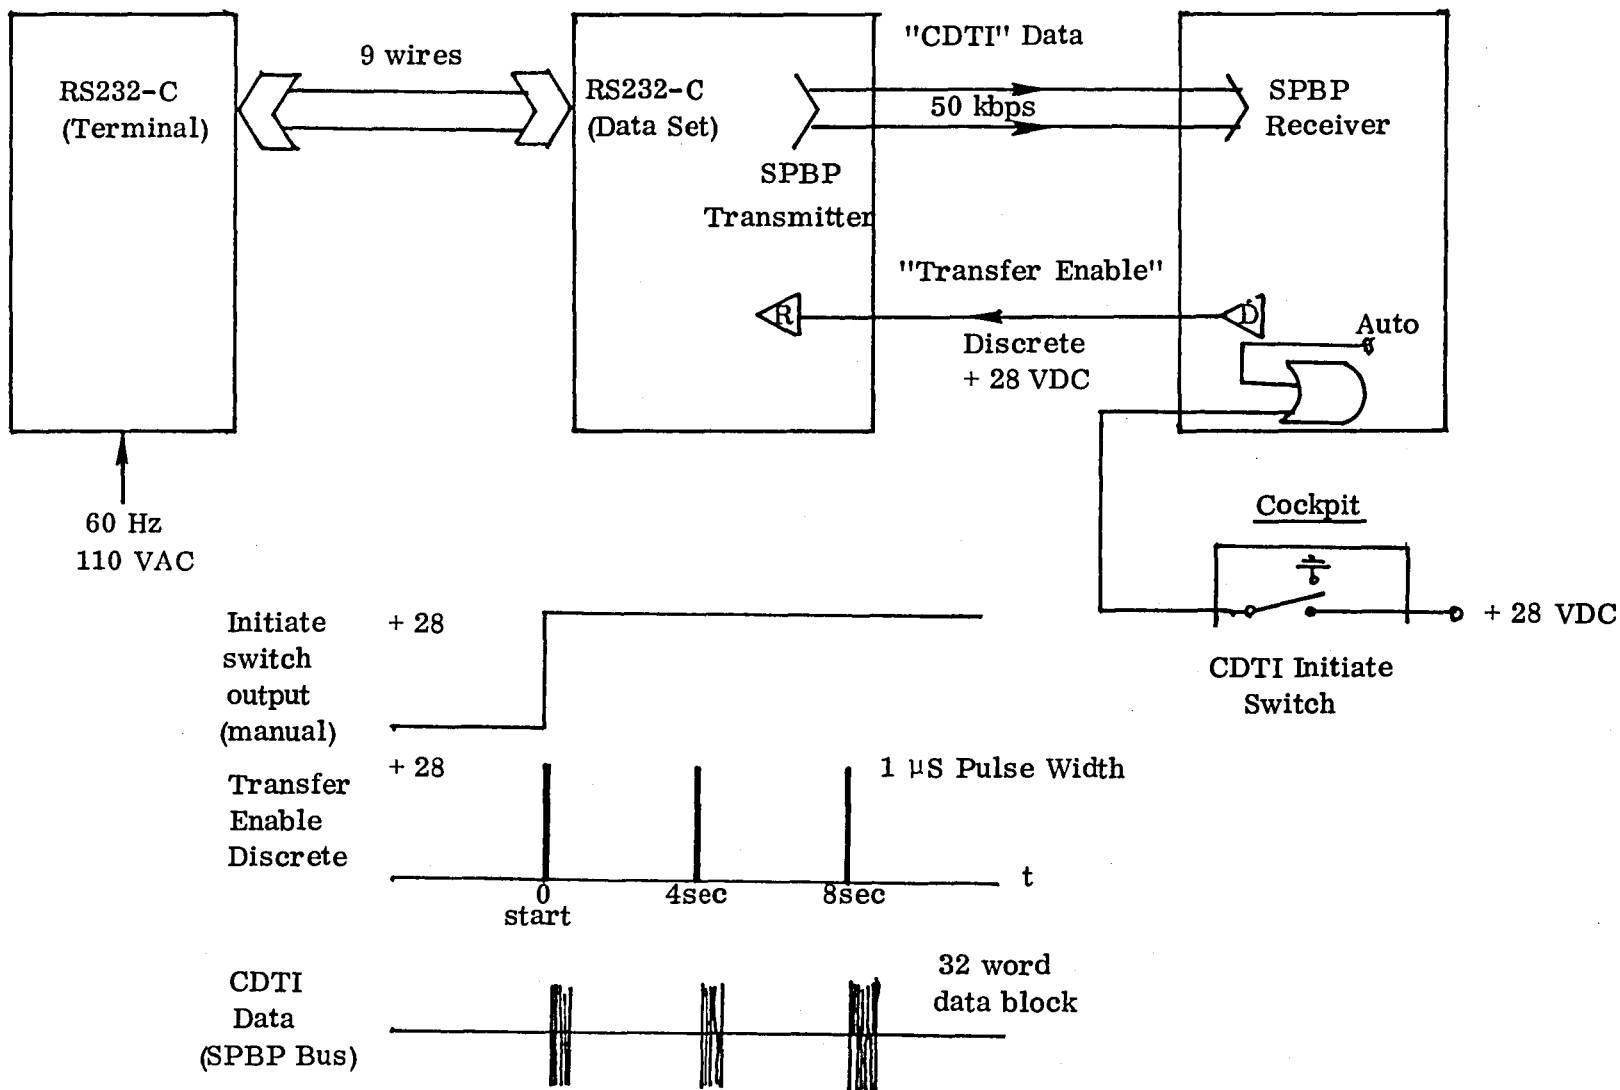 RS232-C
(Terminal)
9 wires
RS232-C
(Data Set)
SPBP
Transmitter
"CDTI" Data
50 kbps
SPBP
Receiver
"Transfer Enable"
R
D
Discrete
+ 28 VDC
Auto
60 Hz
110 VAC
Cockpit
+ 28 VDC
CDTI Initiate
Switch
Initiate
switch
output
(manual)
+ 28
Transfer
Enable
Discrete
+ 28
1 µS Pulse Width
t
0
start
4sec
8sec
CDTI
Data
(SPBP Bus)
32 word
data block